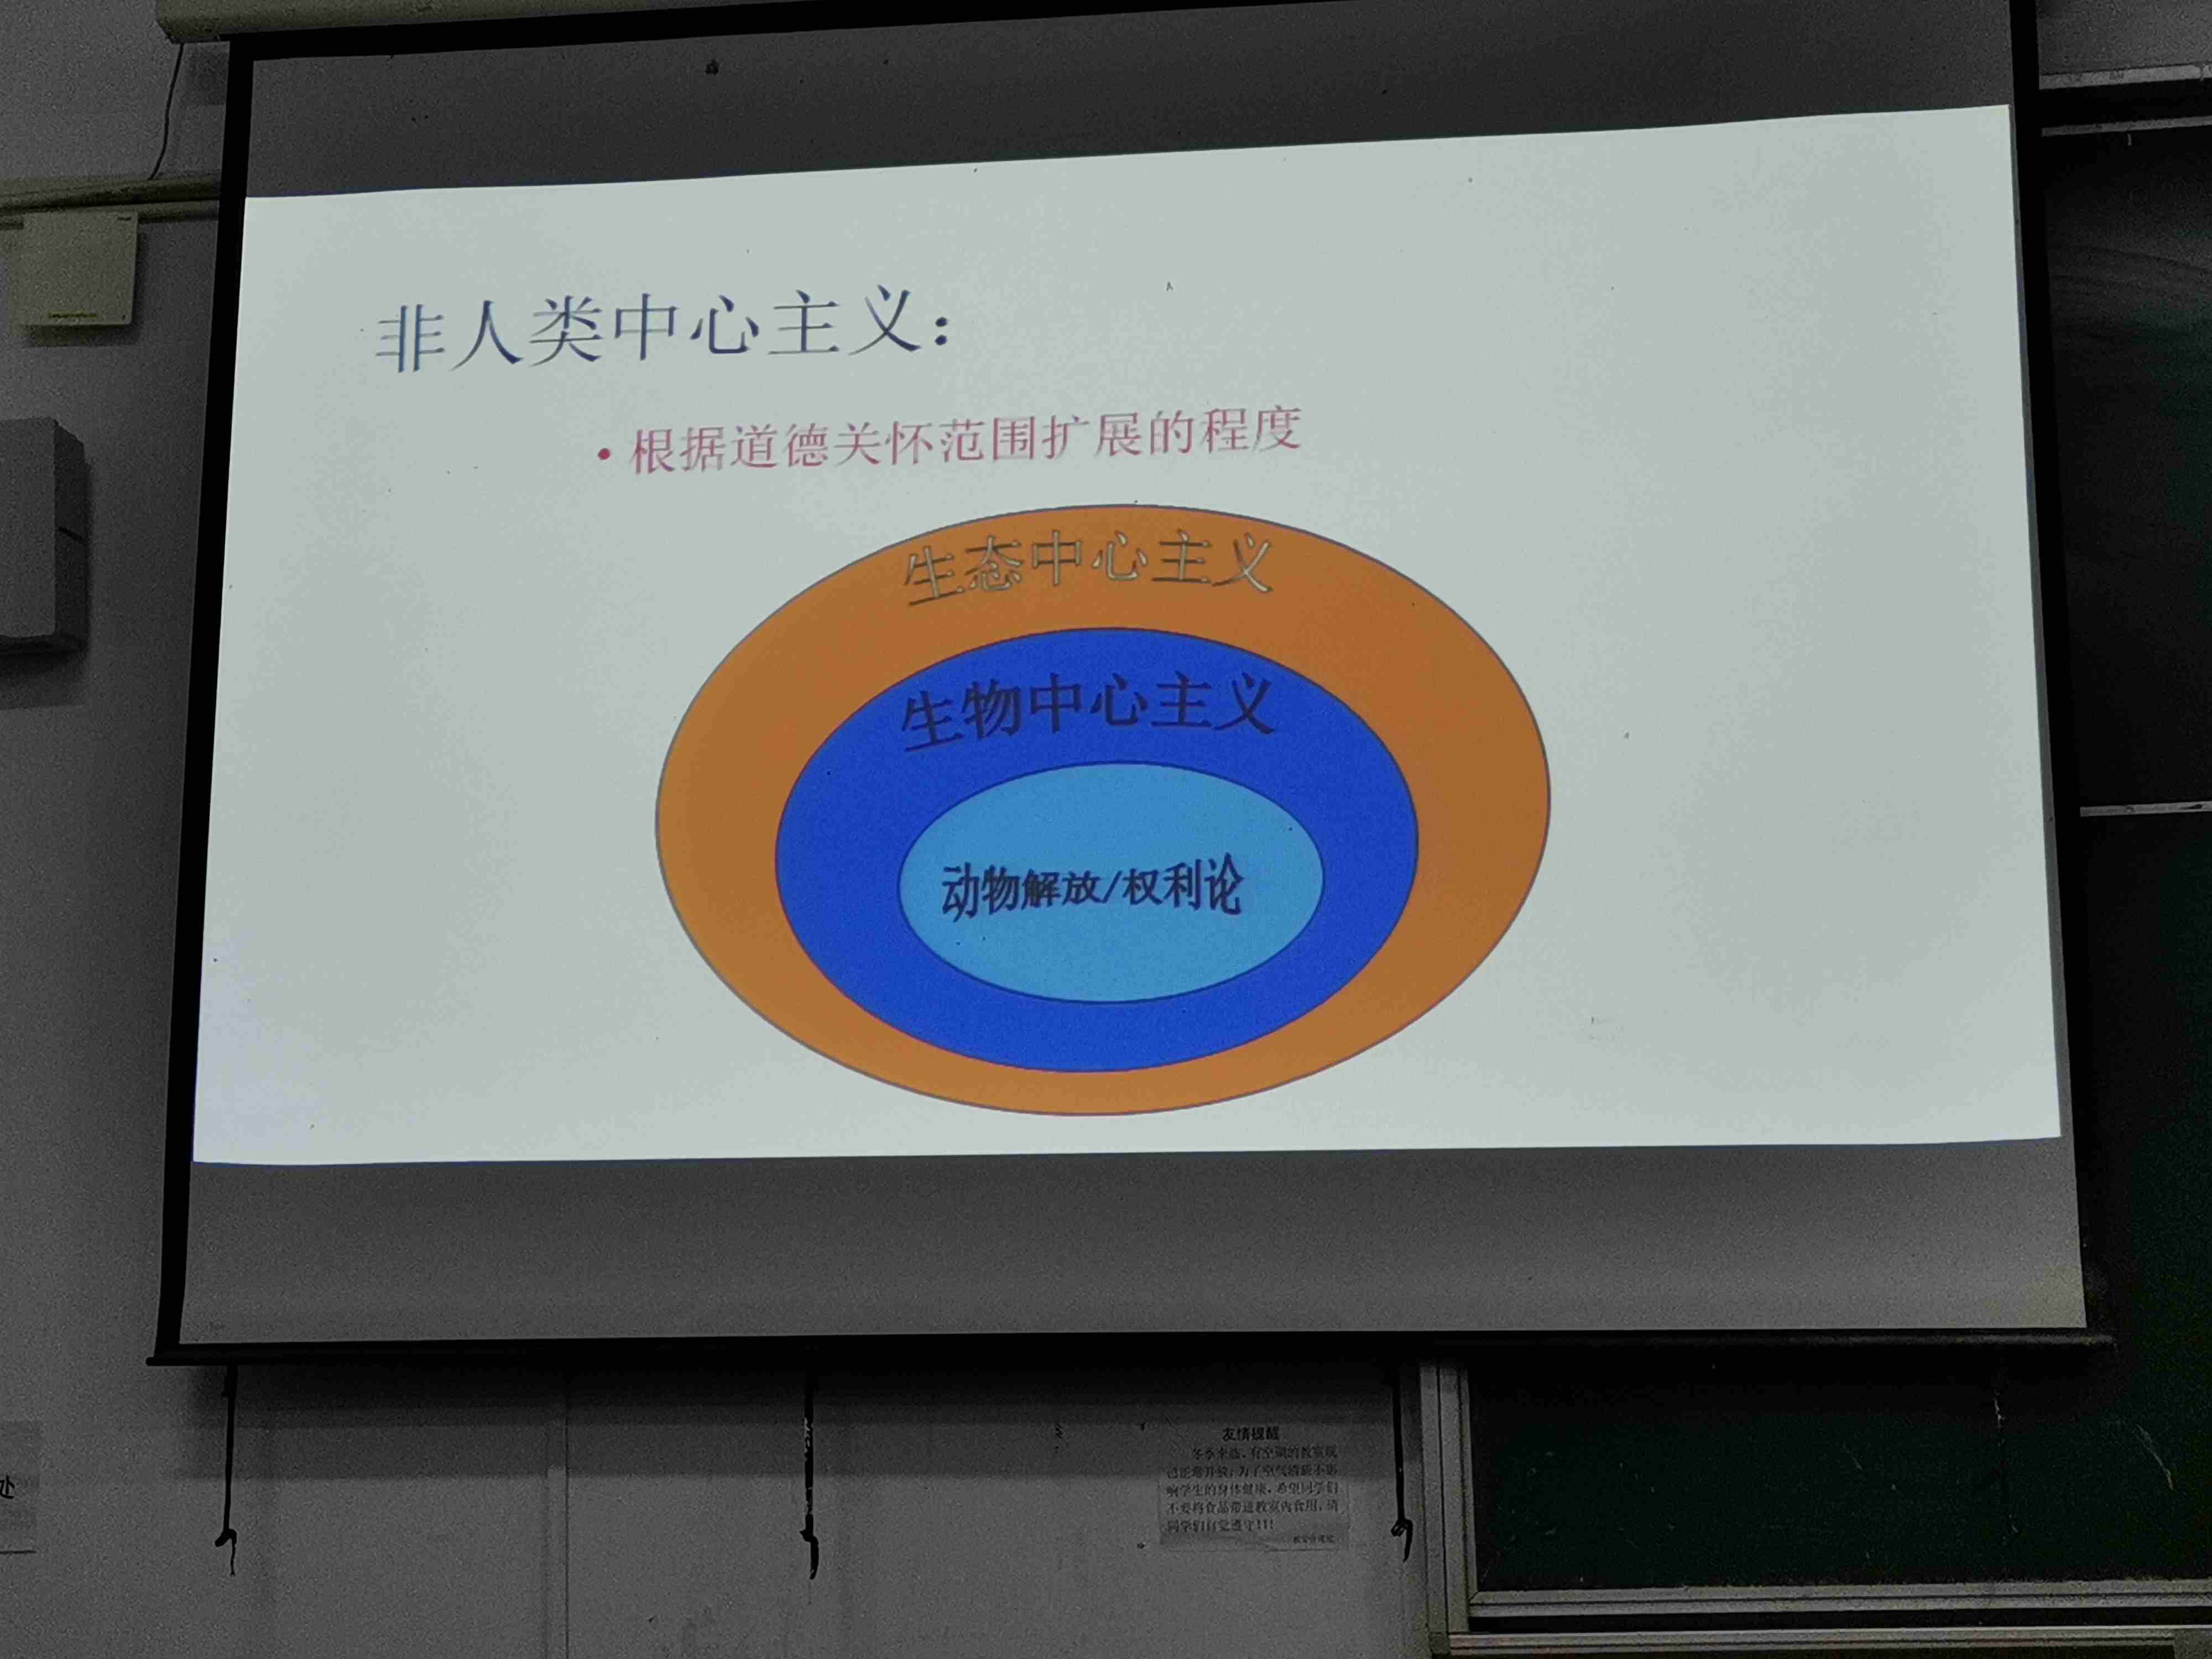 非人类中心主义：
• 根据道德关怀范围扩展的程度
生态中心主义
生物中心主义
动物解放/权利论
友情提醒
冬季来临，有空调的教室现
已正常开放；为了空气清新不影
响学生的身体健康，希望同学们
不要将食品带进教室内食用，请
同学们自觉遵守！！！
处